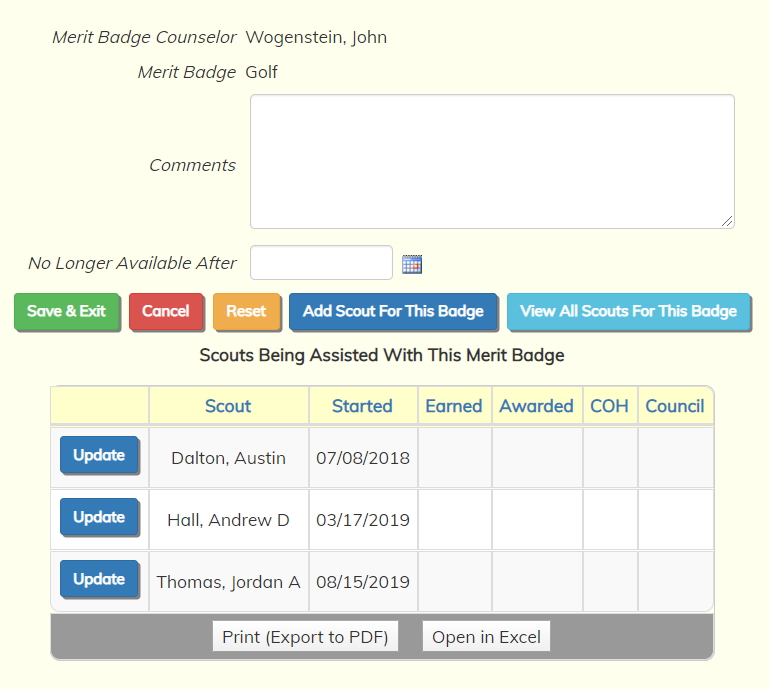 Merit Badge Counselor Wogenstein, John
Merit Badge Golf
Comments
No Longer Available After
Save & Exit Cancel Reset Add Scout For This Badge View All Scouts For This Badge
Scouts Being Assisted With This Merit Badge
Scout Started Earned Awarded COH Council
Update Dalton, Austin 07/08/2018
Update Hall, Andrew D 03/17/2019
Update Thomas, Jordan A 08/15/2019
Print (Export to PDF) Open in Excel